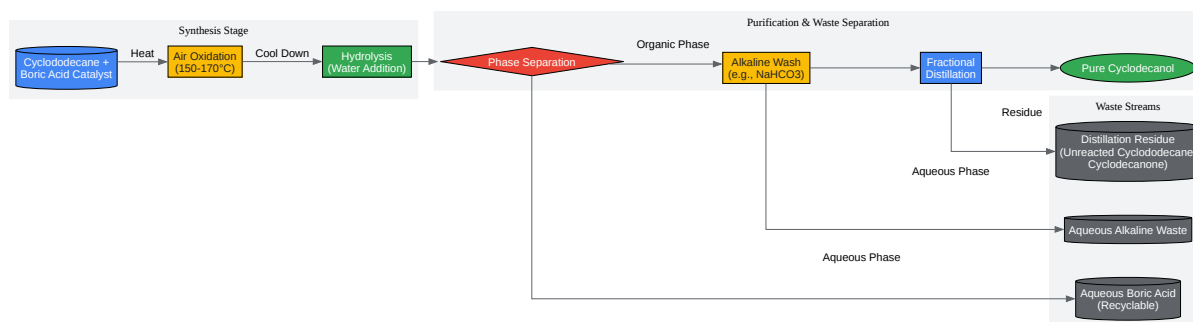 Synthesis Stage
Purification & Waste Separation
Cyclododecane +
Boric Acid Catalyst
Heat
Air Oxidation
(150-170°C)
Cool Down
Hydrolysis
(Water Addition)
Phase Separation
Organic Phase
Alkaline Wash
(e.g., NaHCO3)
Fractional
Distillation
Pure Cyclodecanol
Waste Streams
Residue
Distillation Residue
(Unreacted Cyclododecane
Cyclodecanone)
Aqueous Phase
Aqueous Alkaline Waste
Aqueous Phase
Aqueous Boric Acid
(Recyclable)